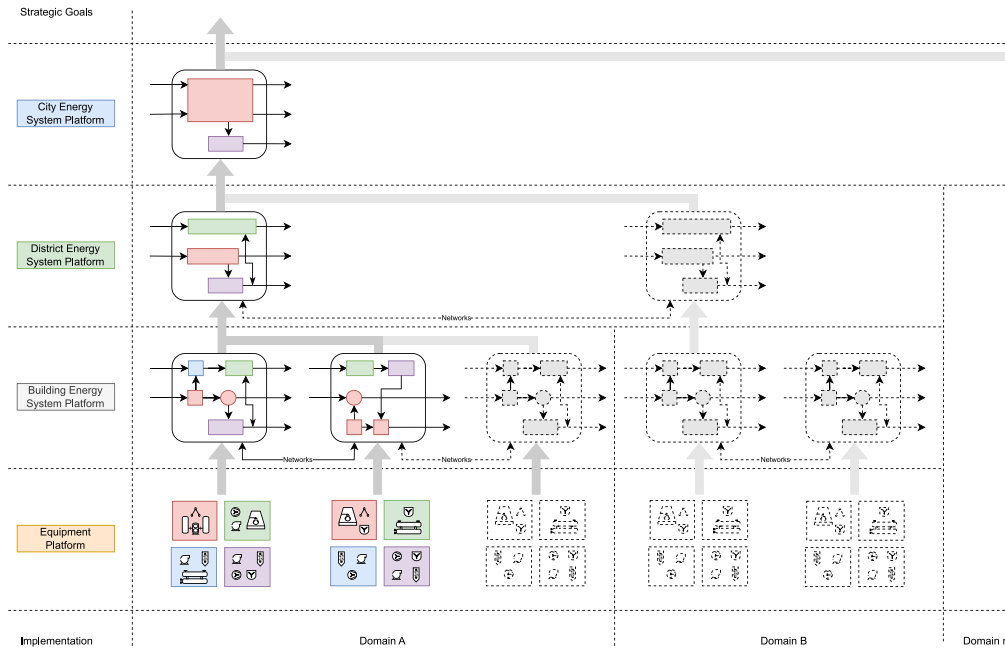 Strategic Goals
City Energy
System Platform
District Energy
System Platform
Networks
Building Energy
System Platform
Networks
Networks
Networks
Equipment
Platform
Implementation
Domain A
Domain B
Domain n